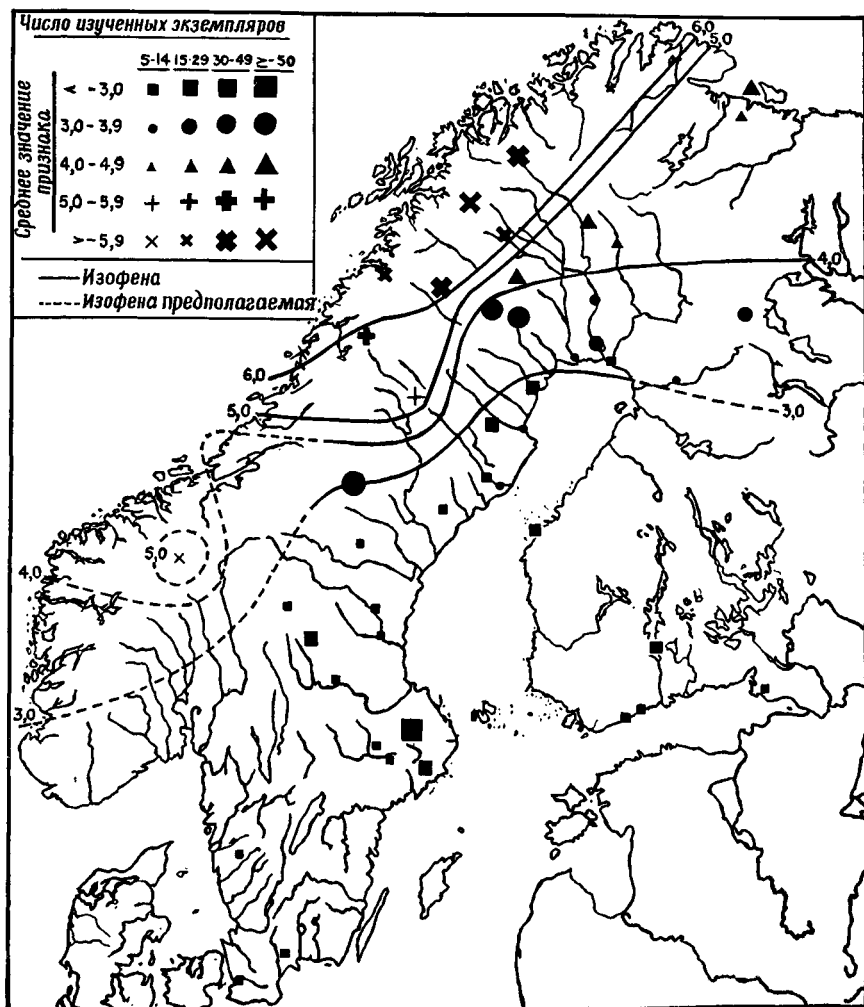 Число изученных экземпляров
5-14 15-29 30-49 ≥-50
Среднее значение признака
< -3,0
3,0-3,9
4,0-4,9
5,0-5,9
>-5,9
Изофена
Изофена предполагаемая
6,0
5,0
4,0
6,0
5,0
3,0
5,0
4,0
3,0